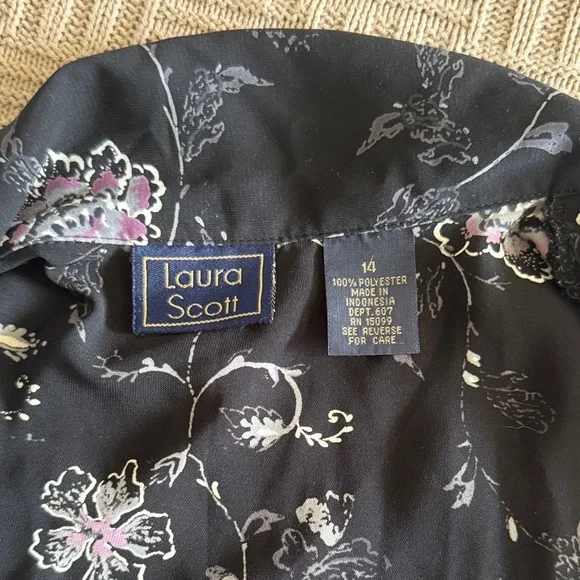 Laura
Scott
14
100% POLYESTER
MADE IN
INDONESIA
DEPT. 607
RN 15099
SEE REVERSE
FOR CARE